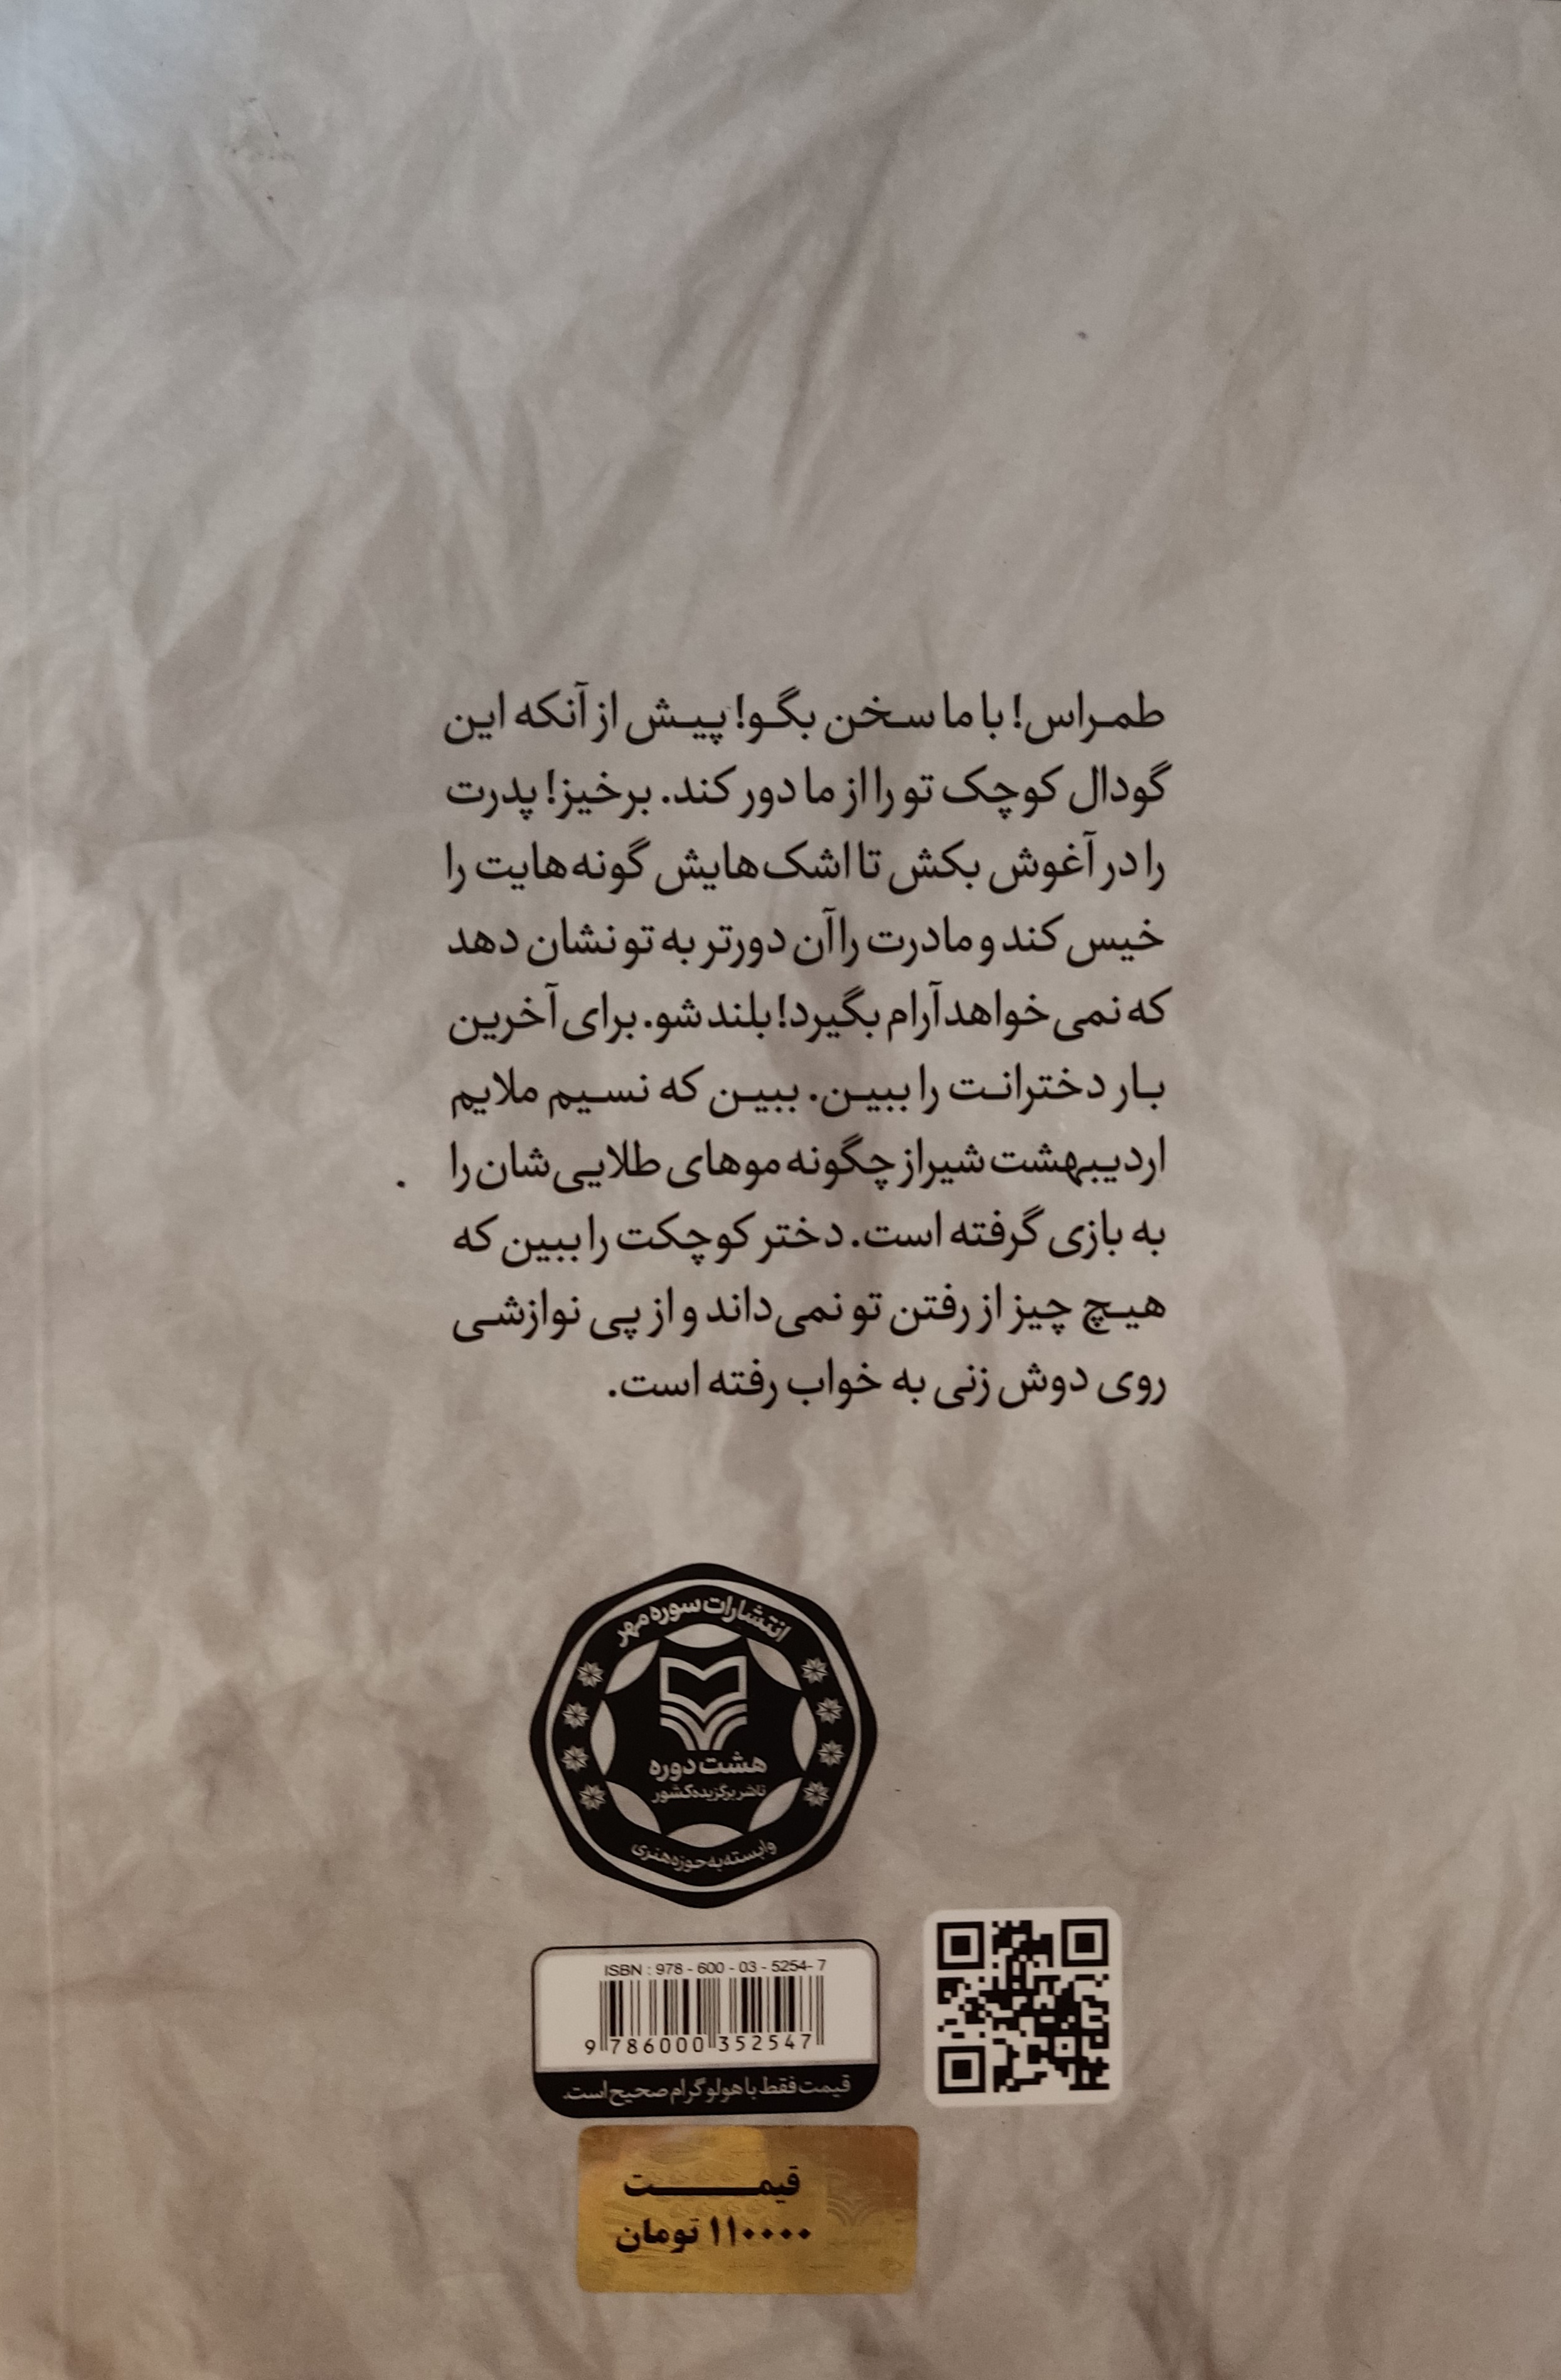 طمراس! با ما سخن بگو! پیش از آنکه این
گودال کوچک تو را از ما دور کند. برخیز! پدرت
را در آغوش بکش تا اشک‌هایش گونه‌هایت را
خیس کند و مادرت را آن دورتر به تو نشان دهد
که نمی‌خواهد آرام بگیرد! بلند شو. برای آخرین
بار دخترانت را ببین. ببین که نسیم ملایم
اردیبهشت شیراز چگونه موهای طلایی‌شان را
به بازی گرفته است. دختر کوچکت را ببین که
هیچ چیز از رفتن تو نمی‌داند و از پی نوازشی
روی دوش زنی به خواب رفته است.
انتشارات سوره مهر
هشت دوره
ناشر برگزیده کشور
وابسته به حوزه هنری
ISBN : 978 - 600 - 03 - 5254- 7
9 786000 352547
قیمت فقط با هولوگرام صحیح است.
قیمت
۱۱۰۰۰۰ تومان